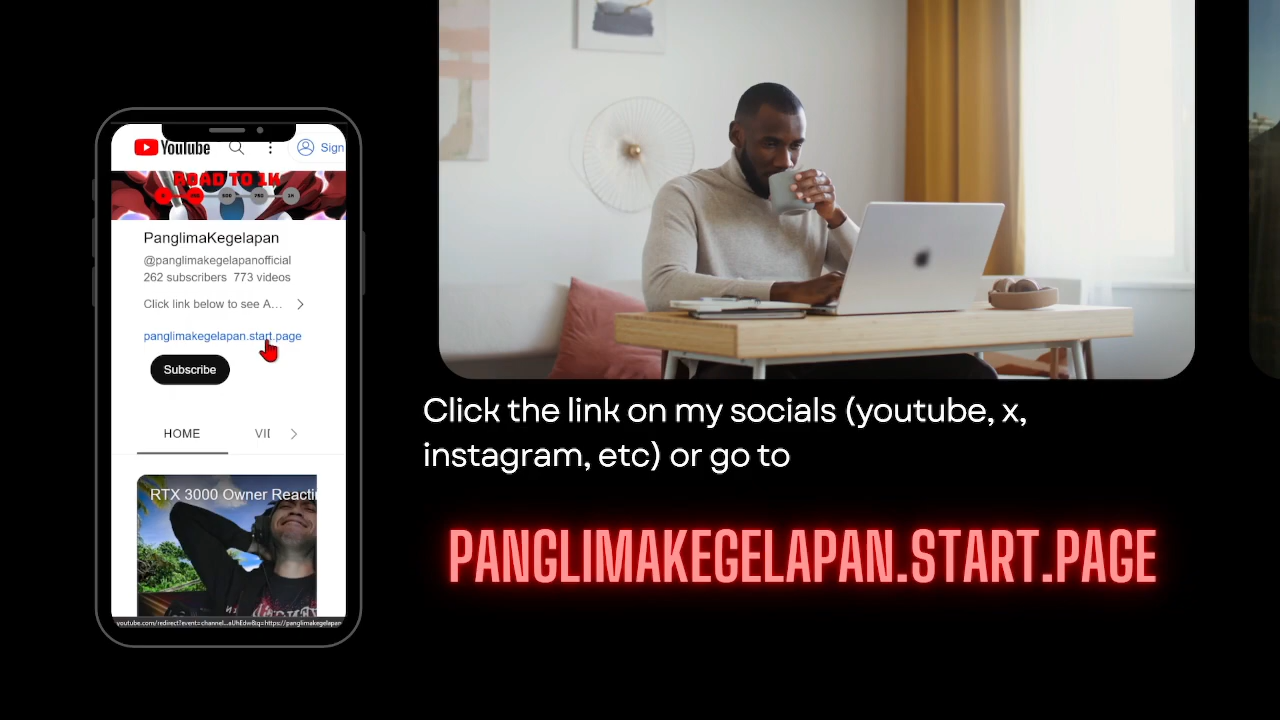 YouTube
Sign
ROAD TO 1K
PanglimaKegelapan
@panglimakegelapanofficial
262 subscribers 773 videos
Click link below to see A...
panglimakegelapan.start.page
Subscribe
HOME
RTX 3000 Owner Reacti
Click the link on my socials (youtube, x,
instagram, etc) or go to
PANGLIMAKEGELAPAN.START.PAGE